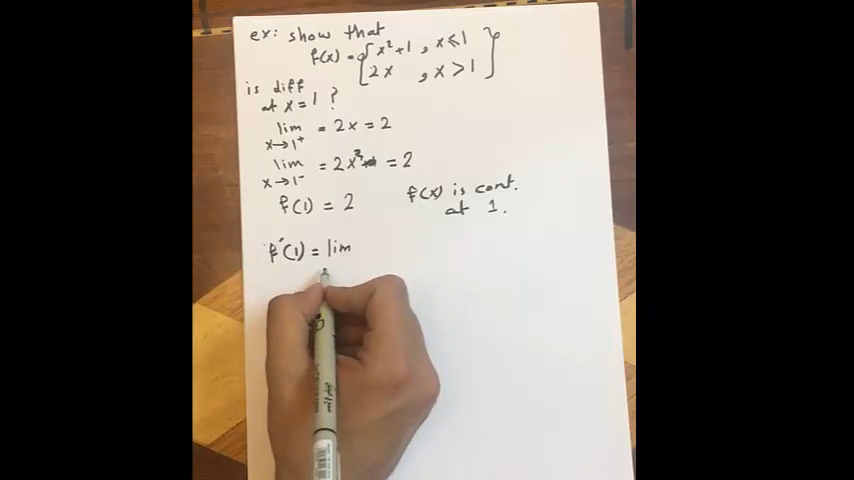 ex: show that
f(x) = { x² + 1 , x ≤ 1
2x , x > 1 }
is diff
at x = 1 ?
lim = 2x = 2
x → 1⁺
lim = 2x² = 2
x → 1⁻
f(1) = 2 f(x) is cont.
at 1.
f'(1) = lim